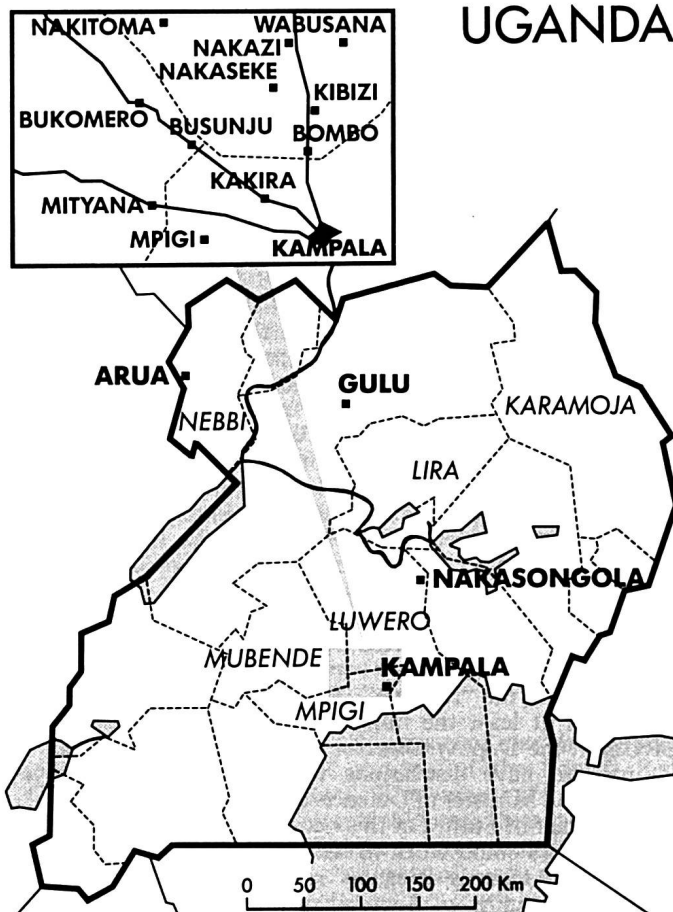 UGANDA
NAKITOMA
WABUSANA
NAKAZI
NAKASEKE
KIBIZI
BUKOMERO
BUSUNJU
BOMBO
KAKIRA
MITYANA
MPIGI
KAMPALA
ARUA
GULU
NEBBI
KARAMOJA
LIRA
NAKASONGOLA
LUWERO
MUBENDE
KAMPALA
MPIGI
0 50 100 150 200 Km